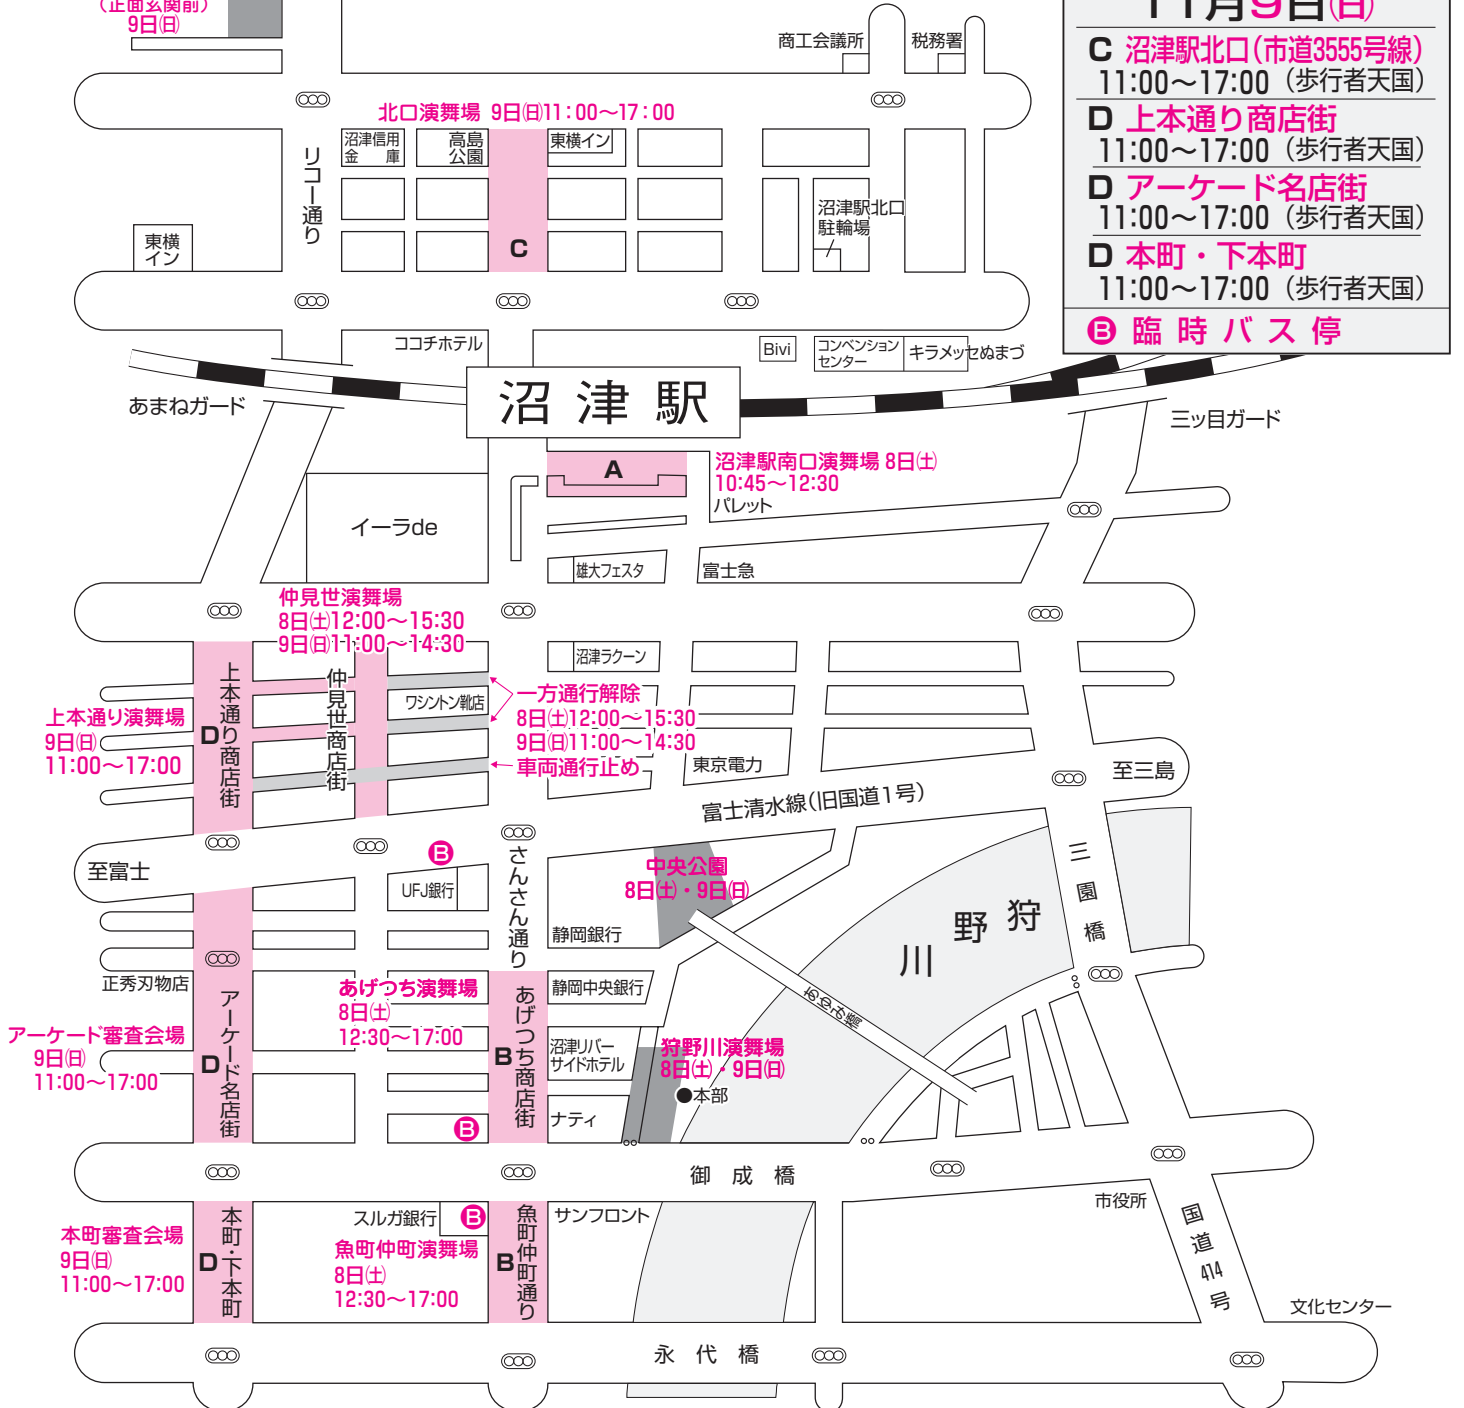 (正面玄関前)
9日(日)
11月9日(日)
C 沼津駅北口(市道3555号線)
11:00〜17:00(歩行者天国)
D 上本通り商店街
11:00〜17:00(歩行者天国)
D アーケード名店街
11:00〜17:00(歩行者天国)
D 本町・下本町
11:00〜17:00(歩行者天国)
B 臨時バス停
商工会議所
税務署
北口演舞場 9日(日)11:00〜17:00
沼津信用
金庫
高島
公園
東横イン
リコー通り
沼津駅北口
駐輪場
東横
イン
C
ココチホテル
Bivi
コンベンション
センター
キラメッセぬまづ
沼津駅
あまねガード
三ッ目ガード
A
沼津駅南口演舞場 8日(土)
10:45〜12:30
パレット
イーラde
雄大フェスタ
富士急
仲見世演舞場
8日(土)12:00〜15:30
9日(日)11:00〜14:30
沼津ラクーン
上本通り商店街
D
仲見世商店街
ワシントン靴店
一方通行解除
8日(土)12:00〜15:30
9日(日)11:00〜14:30
車両通行止め
上本通り演舞場
9日(日)
11:00〜17:00
東京電力
至三島
富士清水線(旧国道1号)
至富士
B
UFJ銀行
さんさん通り
中央公園
8日(土)・9日(日)
静岡銀行
狩野川
三園橋
あゆみ橋
正秀刃物店
アーケード名店街
D
アーケード審査会場
9日(日)
11:00〜17:00
あげつち演舞場
8日(土)
12:30〜17:00
静岡中央銀行
あげつち商店街
B
沼津リバー
サイドホテル
狩野川演舞場
8日(土)・9日(日)
●本部
ナティ
B
御成橋
市役所
国道414号
本町・下本町
D
本町審査会場
9日(日)
11:00〜17:00
スルガ銀行
B
魚町仲町演舞場
8日(土)
12:30〜17:00
魚町仲町通り
B
サンフロント
文化センター
永代橋